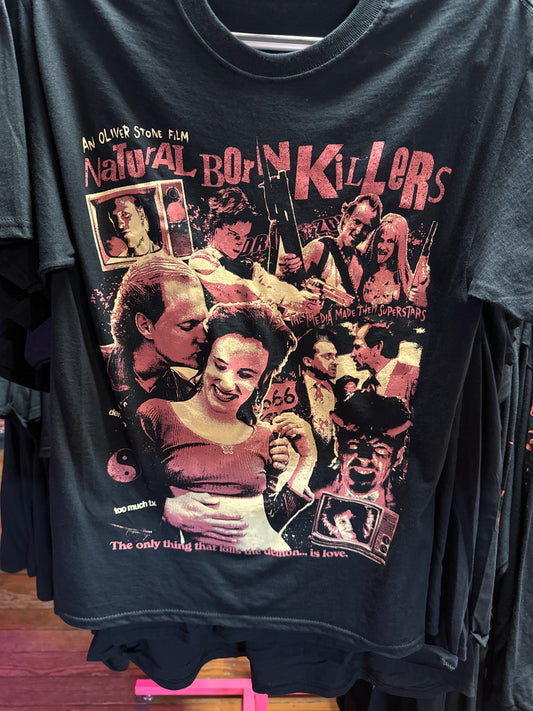 AN OLIVER STONE FILM
NATURAL BORN KILLERS
THE MEDIA MADE THEM SUPERSTARS
666
too much t.v.
The only thing that kills the demon... is love.